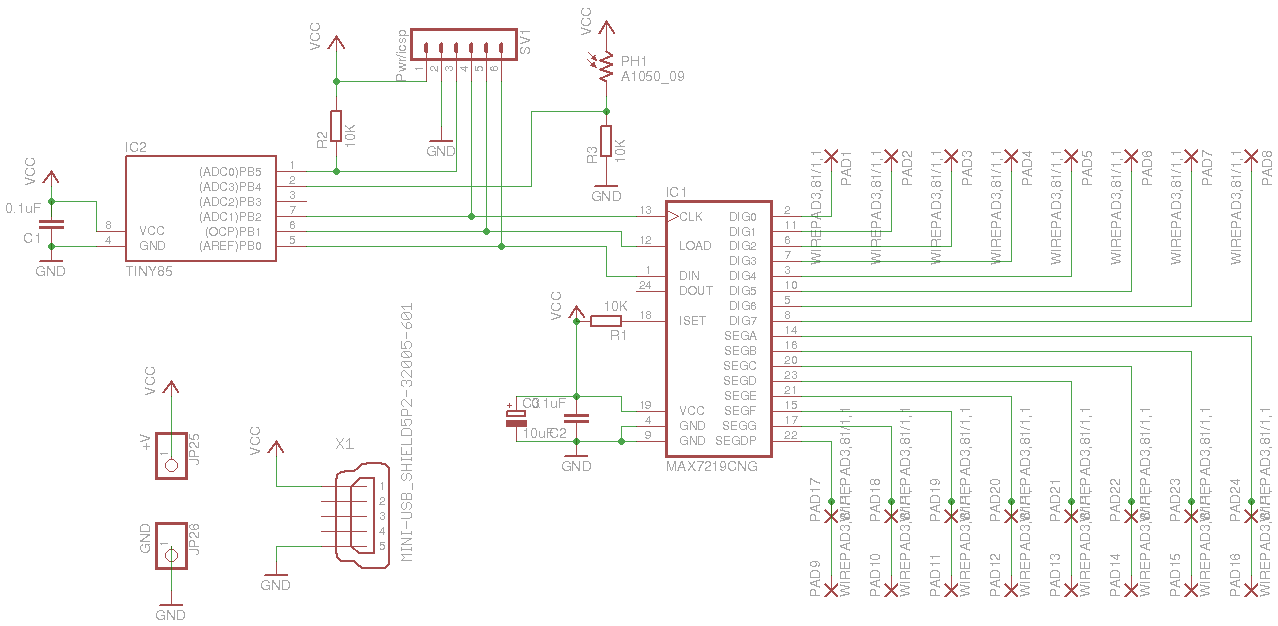 VCC
Pwr/icsp
SV1
1
2
3
4
5
6
GND
R2
10K
VCC
PH1
A1050_09
R3
10K
GND
IC2
VCC
0.1uF
C1
GND
8
4
VCC
GND
(ADC0)PB5
(ADC3)PB4
(ADC2)PB3
(ADC1)PB2
(OCP)PB1
(AREF)PB0
1
2
3
7
6
5
TINY85
IC1
13
12
1
24
18
19
4
9
CLK
LOAD
DIN
DOUT
ISET
VCC
GND
GND
DIG0
DIG1
DIG2
DIG3
DIG4
DIG5
DIG6
DIG7
SEGA
SEGB
SEGC
SEGD
SEGE
SEGF
SEGG
SEGDP
2
11
6
7
3
10
5
8
14
16
20
23
21
15
17
22
MAX7219CNG
VCC
10K
R1
C3
0.1uF
+
10uF
C2
GND
WIREPAD3,81/1,1
PAD1
WIREPAD3,81/1,1
PAD2
WIREPAD3,81/1,1
PAD3
WIREPAD3,81/1,1
PAD4
WIREPAD3,81/1,1
PAD5
WIREPAD3,81/1,1
PAD6
WIREPAD3,81/1,1
PAD7
WIREPAD3,81/1,1
PAD8
PAD17
WIREPAD3,81/1,1
PAD18
WIREPAD3,81/1,1
PAD19
WIREPAD3,81/1,1
PAD20
WIREPAD3,81/1,1
PAD21
WIREPAD3,81/1,1
PAD22
WIREPAD3,81/1,1
PAD23
WIREPAD3,81/1,1
PAD24
WIREPAD3,81/1,1
PAD9
WIREPAD3,81/1,1
PAD10
WIREPAD3,81/1,1
PAD11
WIREPAD3,81/1,1
PAD12
WIREPAD3,81/1,1
PAD13
WIREPAD3,81/1,1
PAD14
WIREPAD3,81/1,1
PAD15
WIREPAD3,81/1,1
PAD16
WIREPAD3,81/1,1
VCC
+V
1
JP25
GND
1
JP26
GND
VCC
X1
1
2
3
4
5
GND
MINI-USB_SHIELD5P2-32005-601